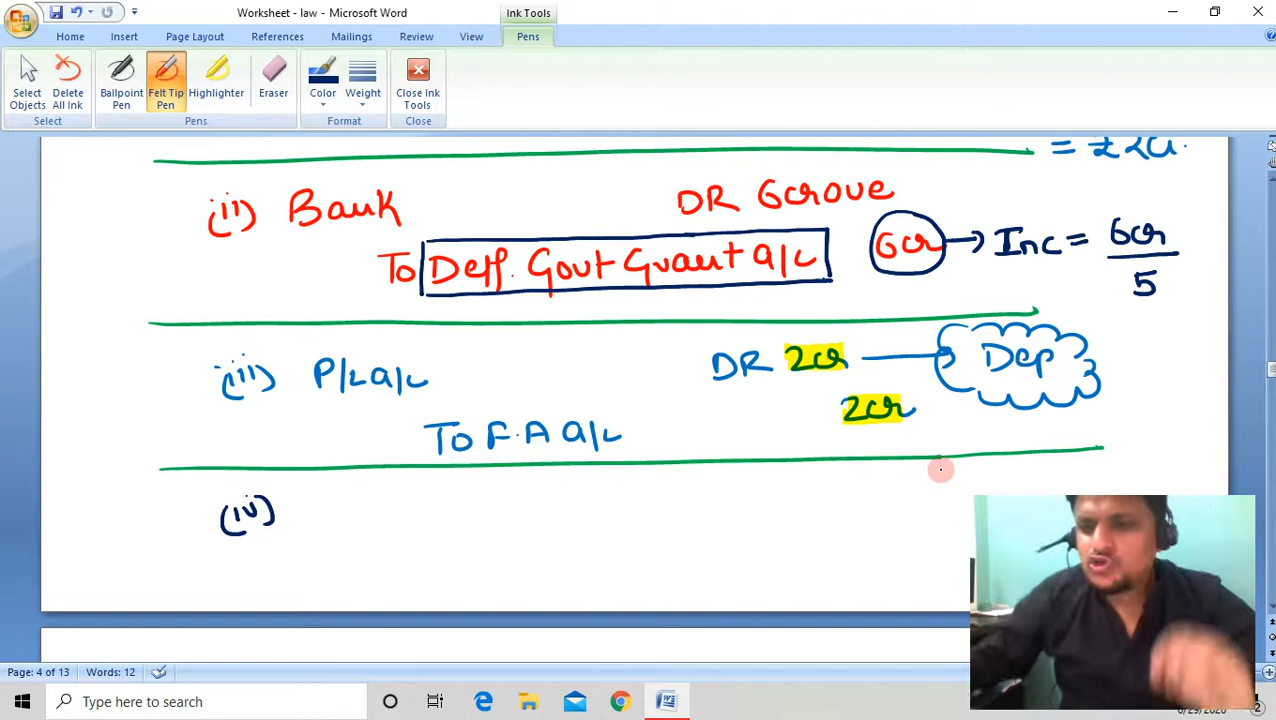 Worksheet - law - Microsoft Word
Ink Tools
Home Insert Page Layout References Mailings Review View Pens
Select Objects
Delete All Ink
Ballpoint Pen
Felt Tip Pen
Highlighter
Eraser
Color
Weight
Close Ink Tools
Select Pens Format Close
(ii) Bank DR 6crore
To Deff. Govt Grant a/c 6cr → Inc = 6cr/5
(iii) P/L a/c DR 2cr Dep
2cr
To F.A a/c
(iv)
Page: 4 of 13 Words: 12
Type here to search